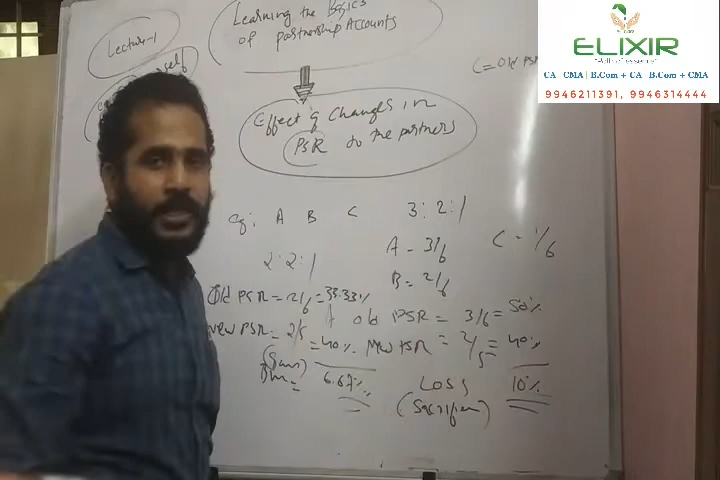 Learning the Basics
of partnership Accounts
Lecture-1
self
C = Old PSR
ELIXIR
CA | CMA | B.Com + CA | B.Com + CMA
9946211391, 9946314444
Effect of Changes in
PSR to the partners
eg: A B C 3:2:1
A - 3/6 C - 1/6
2:2:1
B = 2/6
Old PSR = 2/6 = 33.33%
A old PSR = 3/6 = 50%
New PSR = 2/5 = 40%
New PSR = 2/5 = 40%
(Gain) 6.67%
LOSS 10%
(Sacrifice)